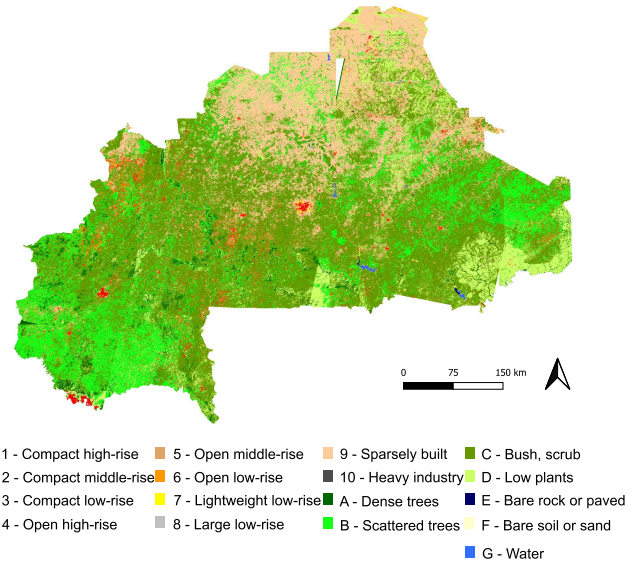 0 75 150 km
1 - Compact high-rise
2 - Compact middle-rise
3 - Compact low-rise
4 - Open high-rise
5 - Open middle-rise
6 - Open low-rise
7 - Lightweight low-rise
8 - Large low-rise
9 - Sparsely built
10 - Heavy industry
A - Dense trees
B - Scattered trees
C - Bush, scrub
D - Low plants
E - Bare rock or paved
F - Bare soil or sand
G - Water